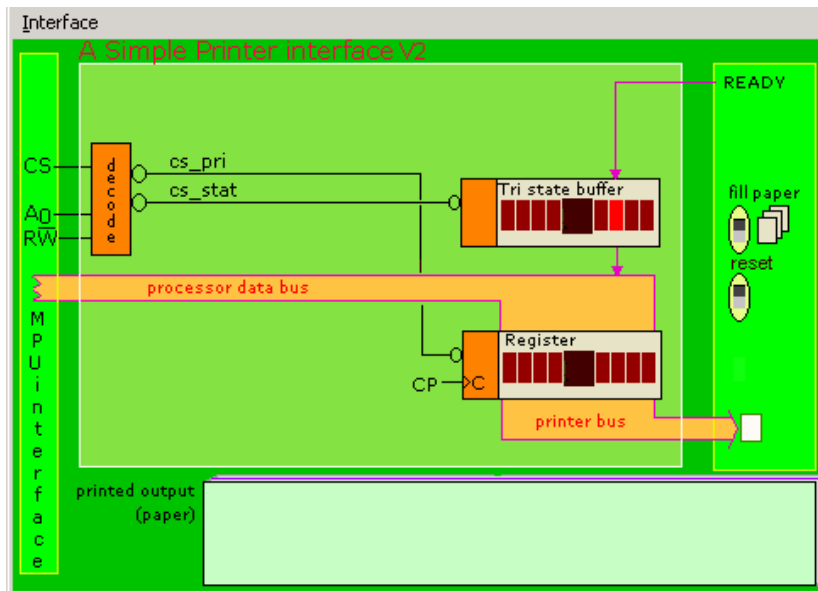 Interface
A Simple Printer interface V2
READY
CS
A0
RW
decode
cs_pri
cs_stat
Tri state buffer
fill paper
reset
processor data bus
MPUinterface
Register
CP
C
printer bus
printed output
(paper)